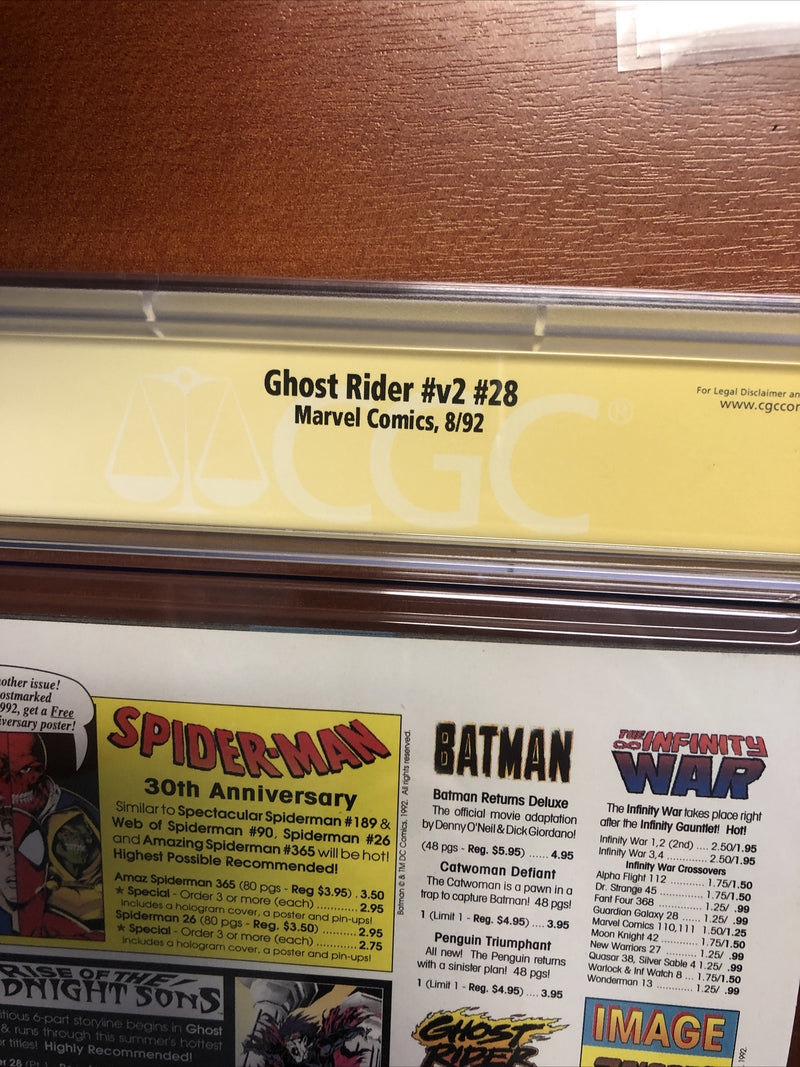 Ghost Rider #v2 #28
Marvel Comics, 8/92
CGC®
For Legal Disclaimer an
www.cgccor
other issue!
ostmarked
992, get a Free
iversary poster!
SPIDER-MAN
30th Anniversary
Similar to Spectacular Spiderman #189 &
Web of Spiderman #90, Spiderman #26
and Amazing Spiderman #365 will be hot!
Highest Possible Recommended!
Amaz Spiderman 365 (80 pgs - Reg $3.95) . 3.50
★ Special - Order 3 or more (each) ............ 2.95
Includes a hologram cover, a poster and pin-ups!
Spiderman 26 (80 pgs - Reg. $3.50) ............ 2.95
★ Special - Order 3 or more (each) ............ 2.75
Includes a hologram cover, a poster and pin-ups!
Batman © & TM DC Comics. 1992. All rights reserved.
BATMAN
Batman Returns Deluxe
The official movie adaptation
by Denny O'Neil & Dick Giordano!
(48 pgs - Reg. $5.95) ...... 4.95
Catwoman Defiant
The Catwoman is a pawn in a
trap to capture Batman! 48 pgs!
1 (Limit 1 - Reg. $4.95) .... 3.95
Penguin Triumphant
All new! The Penguin returns
with a sinister plan! 48 pgs!
1 (Limit 1 - Reg. $4.95) .... 3.95
GHOST
RIDER
THE INFINITY
WAR
The Infinity War takes place right
after the Infinity Gauntlet! Hot!
Infinity War 1,2 (2nd) .... 2.50/1.95
Infinity War 3,4 ............ 2.50/1.95
Infinity War Crossovers
Alpha Flight 112 ........... 1.75/1.50
Dr. Strange 45 .............. 1.75/1.50
Fant Four 368 ............... 1.25/ .99
Guardian Galaxy 28 ...... 1.25/ .99
Marvel Comics 110,111 1.50/1.25
Moon Knight 42 ............ 1.75/1.50
New Warriors 27 ........... 1.25/ .99
Quasar 38, Silver Sable 4 1.25/ .99
Warlock & Inf Watch 8 ... 1.75/1.50
Wonderman 13 ............. 1.25/ .99
IMAGE
1992.
RISE OF THE
DNIGHT SONS
itious 6-part storyline begins in Ghost
& runs through this summer's hottest
r titles! Highly Recommended!